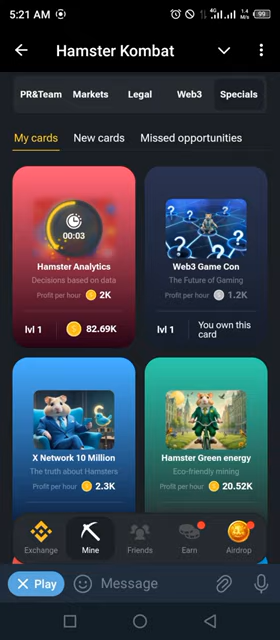 5:21 AM
4G
1.4 M/s
99
Hamster Kombat
PR&Team Markets Legal Web3 Specials
My cards New cards Missed opportunities
00:03
Hamster Analytics
Decisions based on data
Profit per hour 2K
lvl 1 82.69K
Web3 Game Con
The Future of Gaming
Profit per hour 1.2K
lvl 1 You own this
card
X Network 10 Million
The truth about Hamsters
Profit per hour 2.3K
Hamster Green energy
Eco-friendly mining
Profit per hour 20.52K
Exchange Mine Friends Earn Airdrop
Play Message